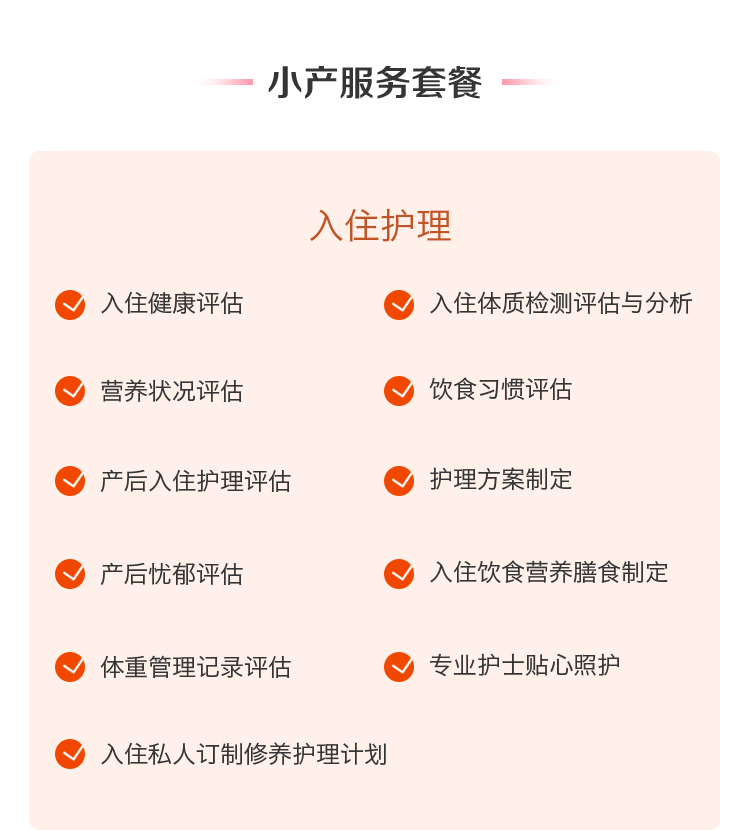 小产服务套餐
入住护理
入住健康评估
入住体质检测评估与分析
营养状况评估
饮食习惯评估
产后入住护理评估
护理方案制定
产后忧郁评估
入住饮食营养膳食制定
体重管理记录评估
专业护士贴心照护
入住私人订制修养护理计划